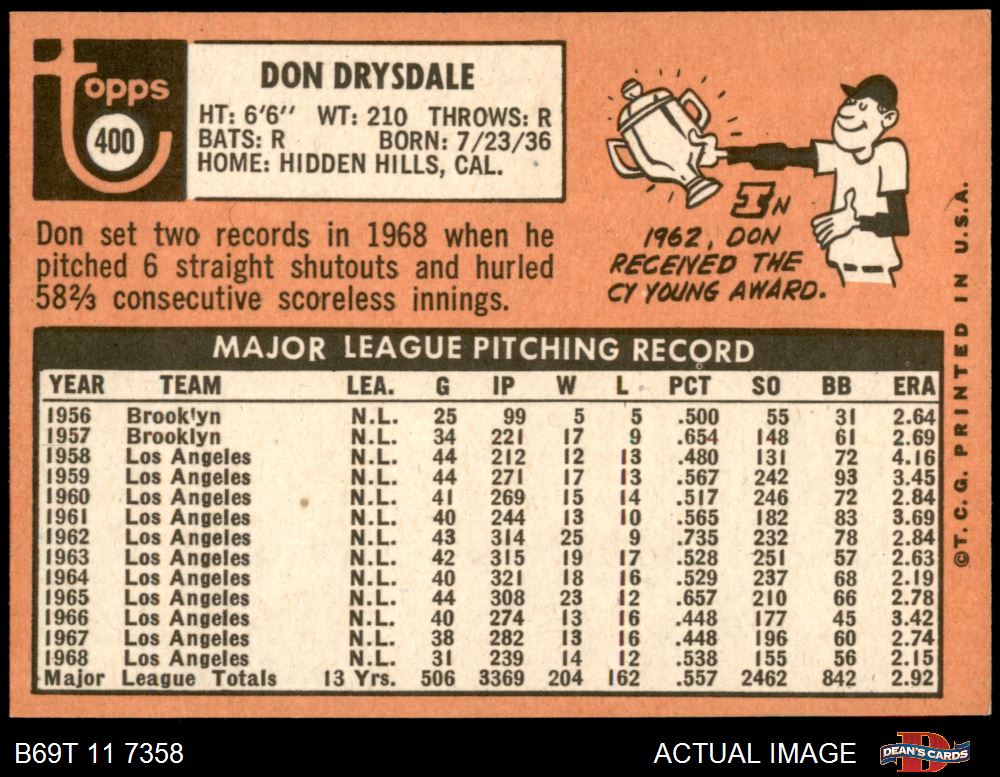 Topps
400
DON DRYSDALE
HT: 6'6" WT: 210 THROWS: R
BATS: R BORN: 7/23/36
HOME: HIDDEN HILLS, CAL.
Don set two records in 1968 when he
pitched 6 straight shutouts and hurled
58⅔ consecutive scoreless innings.
IN
1962, DON
RECEIVED THE
CY YOUNG AWARD.
MAJOR LEAGUE PITCHING RECORD
YEAR TEAM LEA. G IP W L PCT SO BB ERA
1956 Brooklyn N.L. 25 99 5 5 .500 55 31 2.64
1957 Brooklyn N.L. 34 221 17 9 .654 148 61 2.69
1958 Los Angeles N.L. 44 212 12 13 .480 131 72 4.16
1959 Los Angeles N.L. 44 271 17 13 .567 242 93 3.45
1960 Los Angeles N.L. 41 269 15 14 .517 246 72 2.84
1961 Los Angeles N.L. 40 244 13 10 .565 182 83 3.69
1962 Los Angeles N.L. 43 314 25 9 .735 232 78 2.84
1963 Los Angeles N.L. 42 315 19 17 .528 251 57 2.63
1964 Los Angeles N.L. 40 321 18 16 .529 237 68 2.19
1965 Los Angeles N.L. 44 308 23 12 .657 210 66 2.78
1966 Los Angeles N.L. 40 274 13 16 .448 177 45 3.42
1967 Los Angeles N.L. 38 282 13 16 .448 196 60 2.74
1968 Los Angeles N.L. 31 239 14 12 .538 155 56 2.15
Major League Totals 13 Yrs. 506 3369 204 162 .557 2462 842 2.92
©T.C.G. PRINTED IN U.S.A.
B69T 11 7358
ACTUAL IMAGE
DEAN'S CARDS